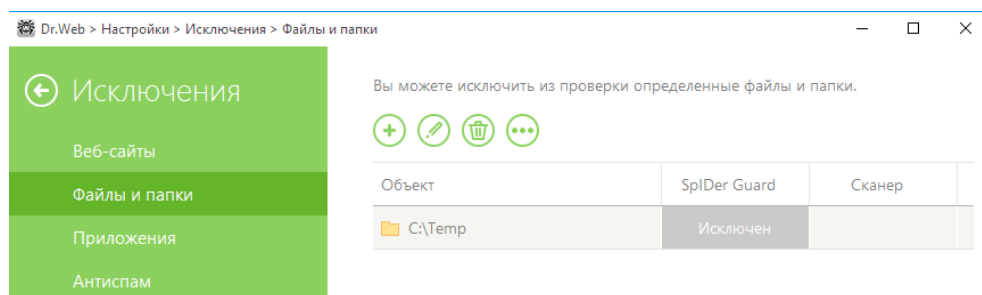 Dr.Web > Настройки > Исключения > Файлы и папки
Исключения
Веб-сайты
Файлы и папки
Приложения
Антиспам
Вы можете исключить из проверки определенные файлы и папки.
Объект SpIDer Guard Сканер
C:\Temp Исключен